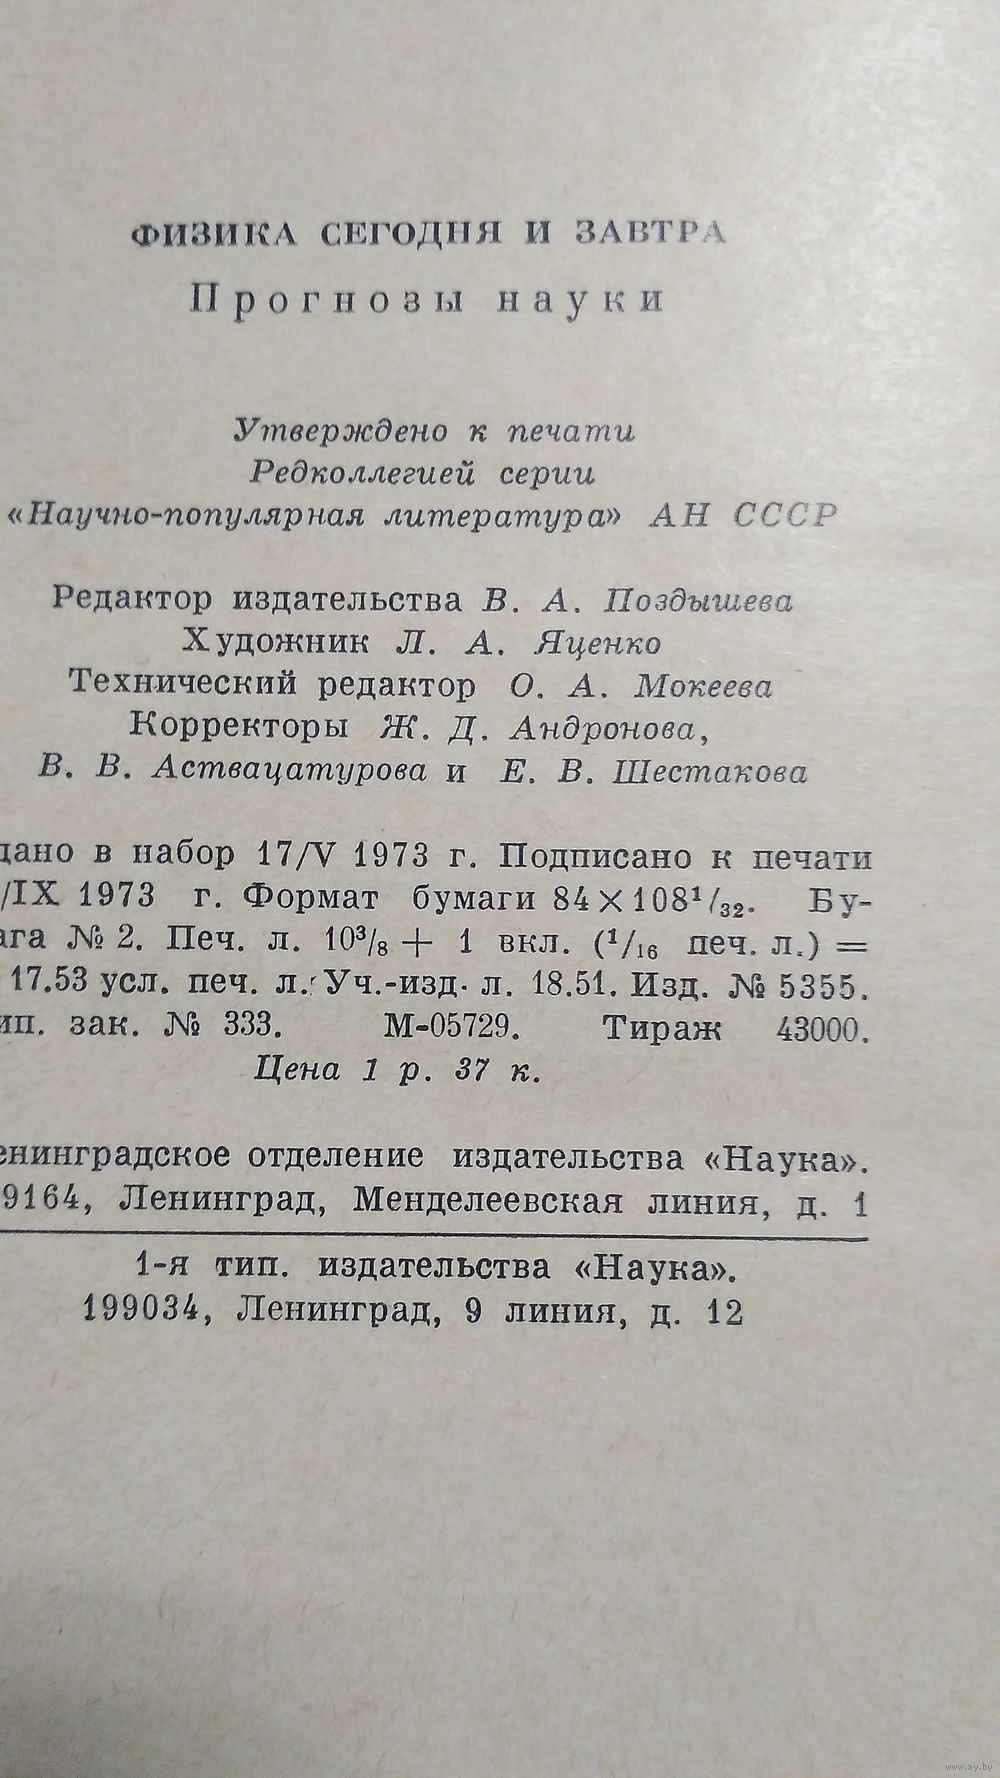 ФИЗИКА СЕГОДНЯ И ЗАВТРА
Прогнозы науки
Утверждено к печати
Редколлегией серии
«Научно-популярная литература» АН СССР
Редактор издательства В. А. Поздышева
Художник Л. А. Яценко
Технический редактор О. А. Мокеева
Корректоры Ж. Д. Андронова,
В. В. Аствацатурова и Е. В. Шестакова
дано в набор 17/V 1973 г. Подписано к печати
/IX 1973 г. Формат бумаги 84×108¹/₃₂. Бу-
ага № 2. Печ. л. 10³/₈ + 1 вкл. (¹/₁₆ печ. л.) =
17.53 усл. печ. л. Уч.-изд. л. 18.51. Изд. № 5355.
ип. зак. № 333. М-05729. Тираж 43000.
Цена 1 р. 37 к.
енинградское отделение издательства «Наука».
9164, Ленинград, Менделеевская линия, д. 1
1-я тип. издательства «Наука».
199034, Ленинград, 9 линия, д. 12
www.ay.by